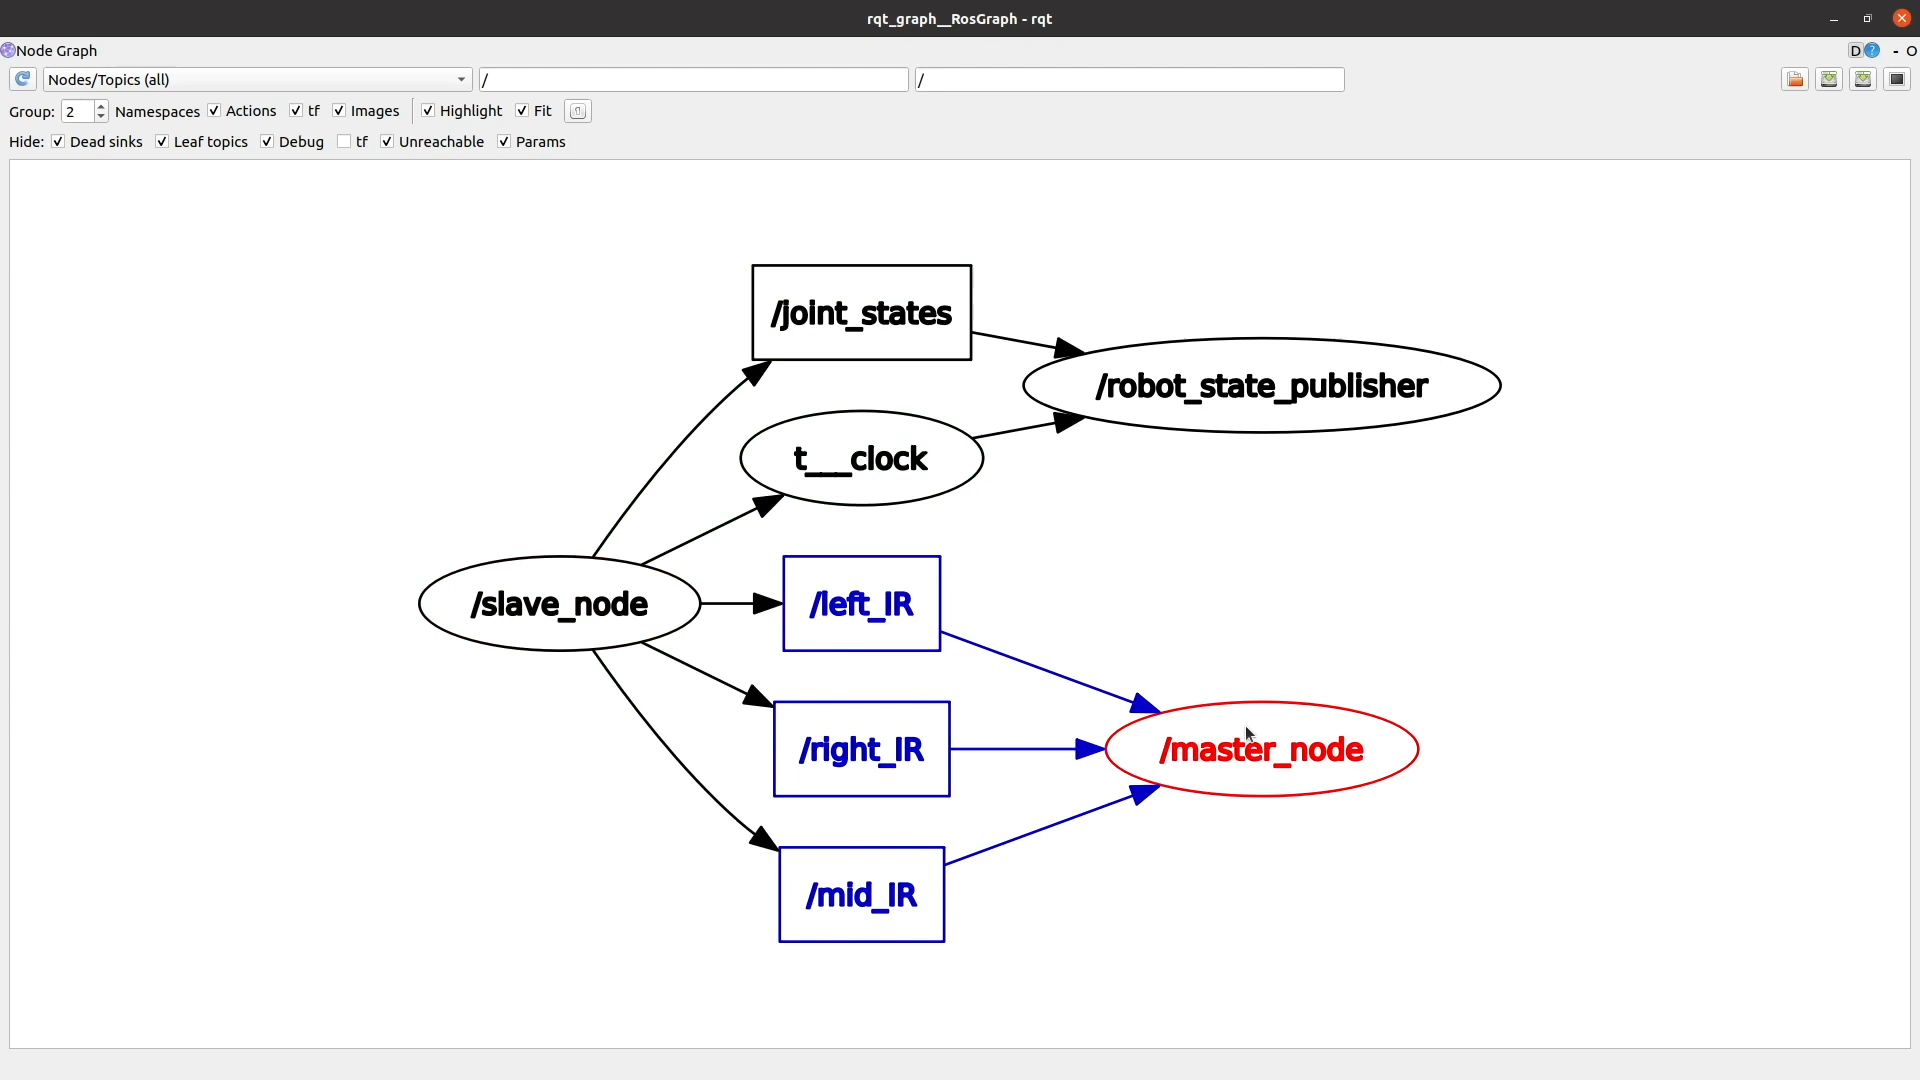 rqt_graph__RosGraph - rqt
Node Graph
D ? - O
Nodes/Topics (all) / /
Group: 2 Namespaces Actions tf Images Highlight Fit
Hide: Dead sinks Leaf topics Debug tf Unreachable Params
/joint_states
/robot_state_publisher
t___clock
/slave_node
/left_IR
/right_IR
/master_node
/mid_IR